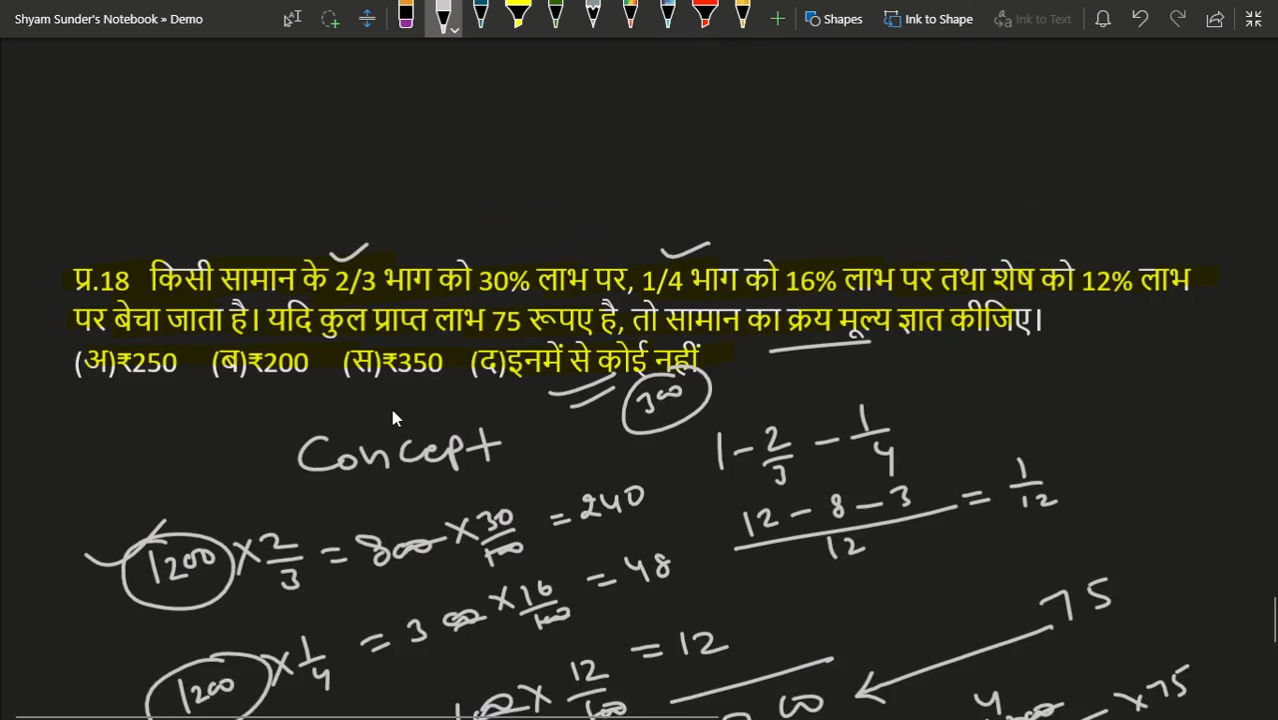 Shyam Sunder's Notebook » Demo
Shapes
Ink to Shape
Ink to Text
प्र.18 किसी सामान के 2/3 भाग को 30% लाभ पर, 1/4 भाग को 16% लाभ पर तथा शेष को 12% लाभ
पर बेचा जाता है। यदि कुल प्राप्त लाभ 75 रूपए है, तो सामान का क्रय मूल्य ज्ञात कीजिए।
(अ)₹250 (ब)₹200 (स)₹350 (द)इनमें से कोई नहीं
300
Concept
1 - 2/3 - 1/4
12 - 8 - 3 / 12 = 1/12
1200 × 2/3 = 800 × 30/100 = 240
1200 × 1/4 = 300 × 16/100 = 48
75
100 × 12/100 = 12
× 75